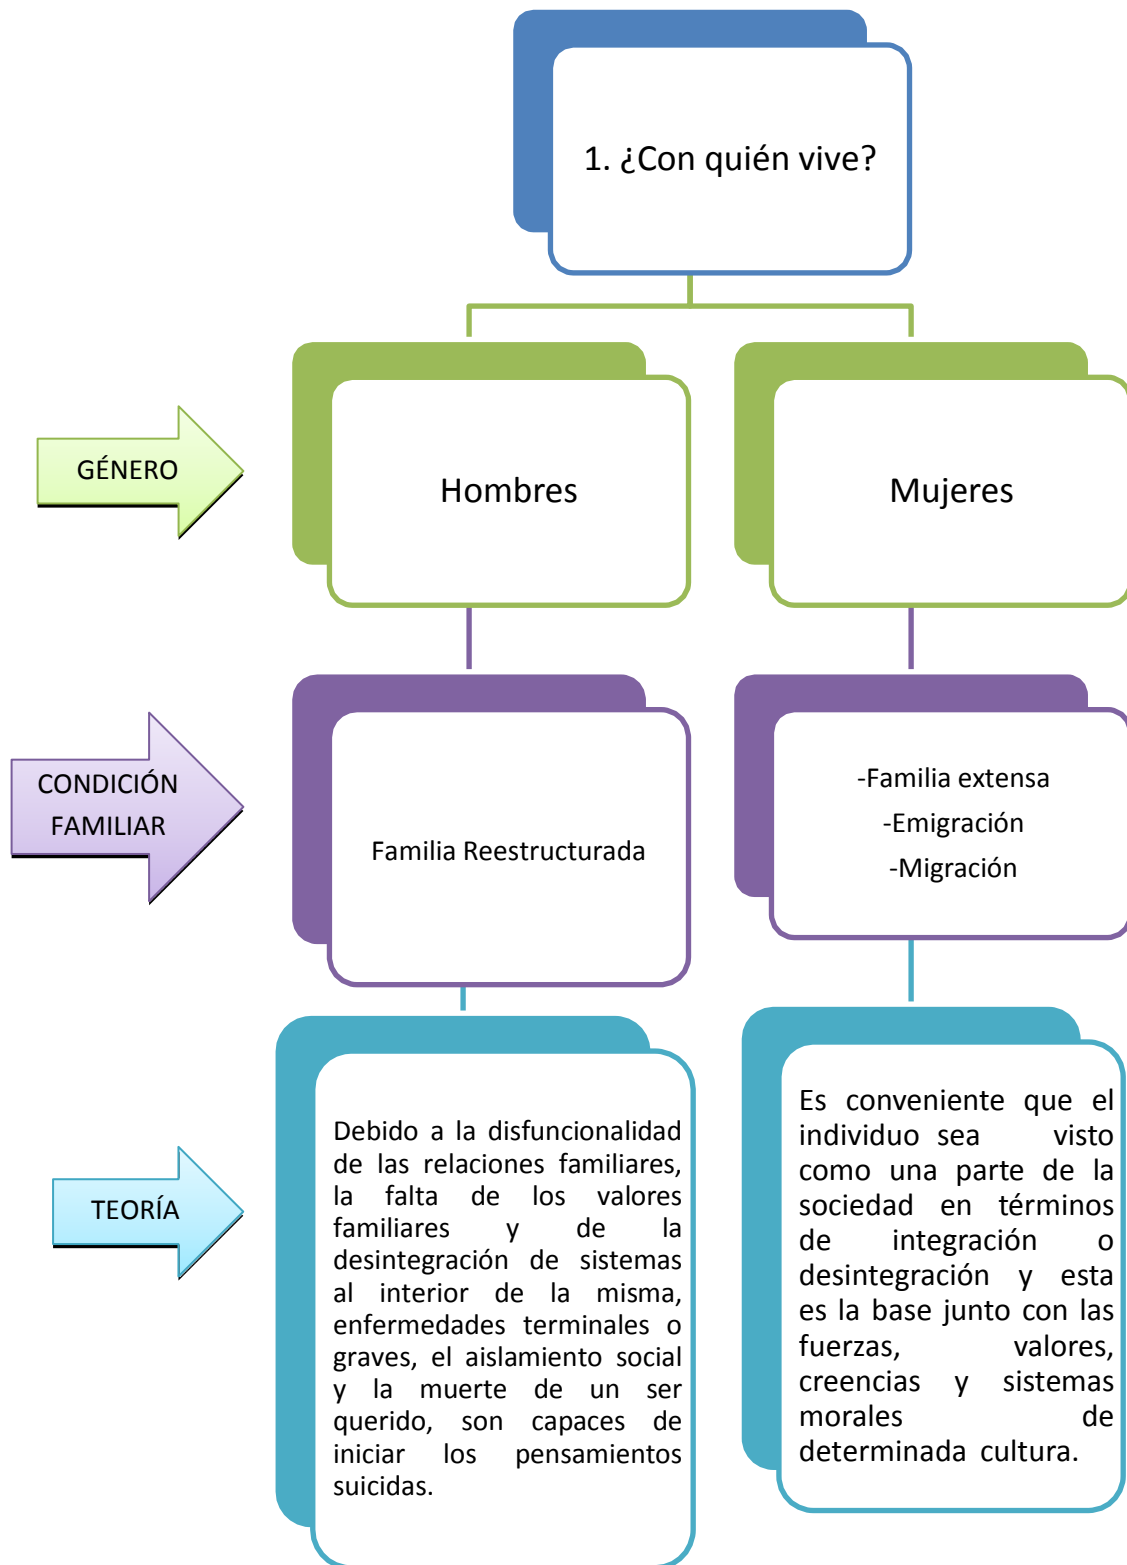 1. ¿Con quién vive?
GÉNERO
Hombres
Mujeres
CONDICIÓN
FAMILIAR
Familia Reestructurada
-Familia extensa
-Emigración
-Migración
TEORÍA
Debido a la disfuncionalidad
de las relaciones familiares,
la falta de los valores
familiares y de la
desintegración de sistemas
al interior de la misma,
enfermedades terminales o
graves, el aislamiento social
y la muerte de un ser
querido, son capaces de
iniciar los pensamientos
suicidas.
Es conveniente que el
individuo sea visto
como una parte de la
sociedad en términos
de integración o
desintegración y esta
es la base junto con las
fuerzas, valores,
creencias y sistemas
morales de
determinada cultura.